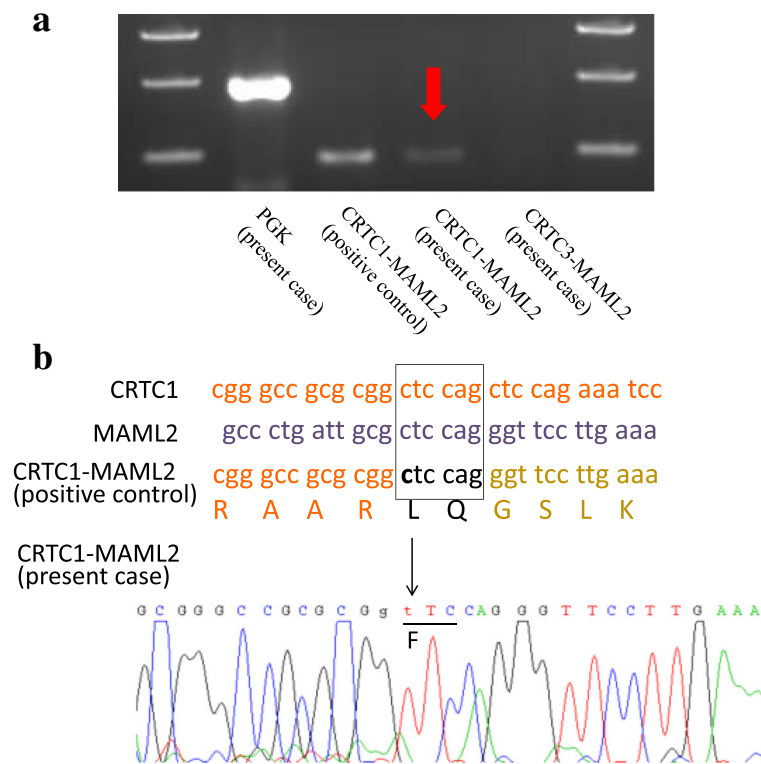 a
PGK
(present case)
CRTC1-MAML2
(positive control)
CRTC1-MAML2
(present case)
CRTC3-MAML2
(present case)
b
CRTC1 cgg gcc gcg cgg ctc cag ctc cag aaa tcc
MAML2 gcc ctg att gcg ctc cag ggt tcc ttg aaa
CRTC1-MAML2
(positive control) cgg gcc gcg cgg ctc cag ggt tcc ttg aaa
R A A R L Q G S L K
CRTC1-MAML2
(present case)
G C G G G C C G C G C G g t T C C A G G G T T C C T T G A A A
F